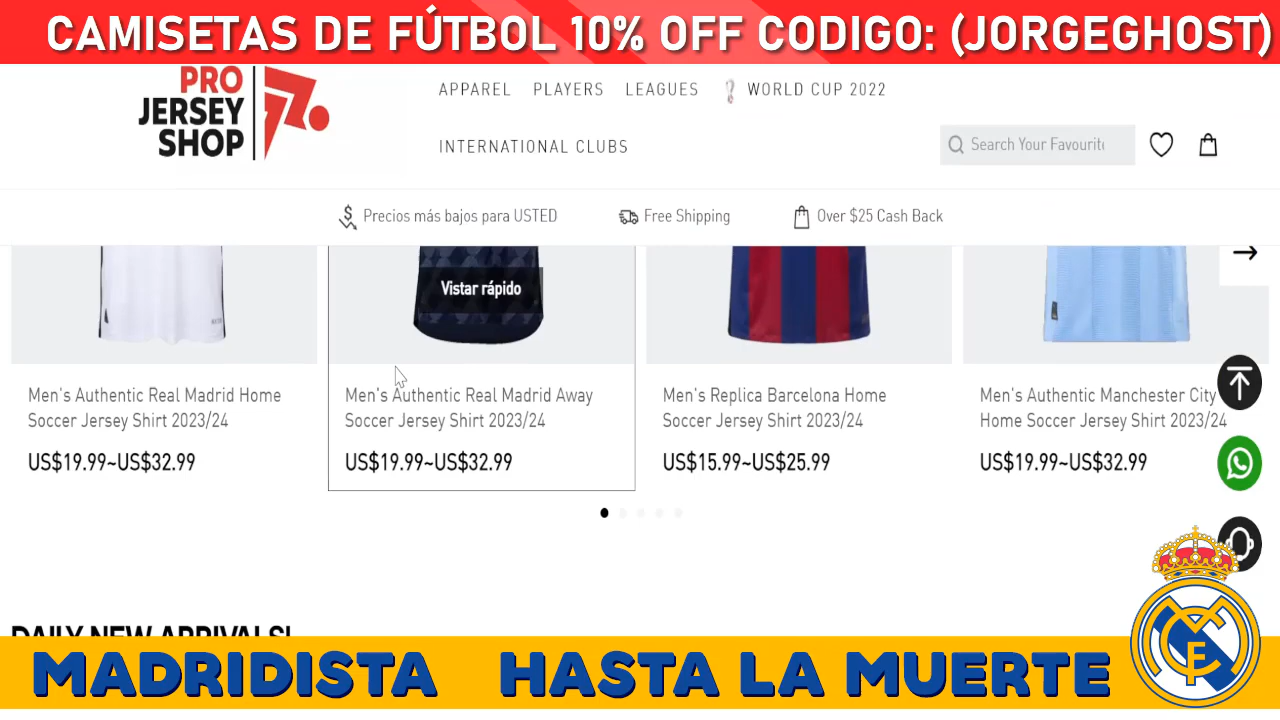 CAMISETAS DE FÚTBOL 10% OFF CODIGO: (JORGEGHOST)
PRO
JERSEY
SHOP
APPAREL PLAYERS LEAGUES WORLD CUP 2022
INTERNATIONAL CLUBS
Search Your Favourite
Precios más bajos para USTED
Free Shipping
Over $25 Cash Back
Vistar rápido
Men's Authentic Real Madrid Home
Soccer Jersey Shirt 2023/24
US$19.99~US$32.99
Men's Authentic Real Madrid Away
Soccer Jersey Shirt 2023/24
US$19.99~US$32.99
Men's Replica Barcelona Home
Soccer Jersey Shirt 2023/24
US$15.99~US$25.99
Men's Authentic Manchester City
Home Soccer Jersey Shirt 2023/24
US$19.99~US$32.99
DAILY NEW ARRIVALS!
MADRIDISTA HASTA LA MUERTE